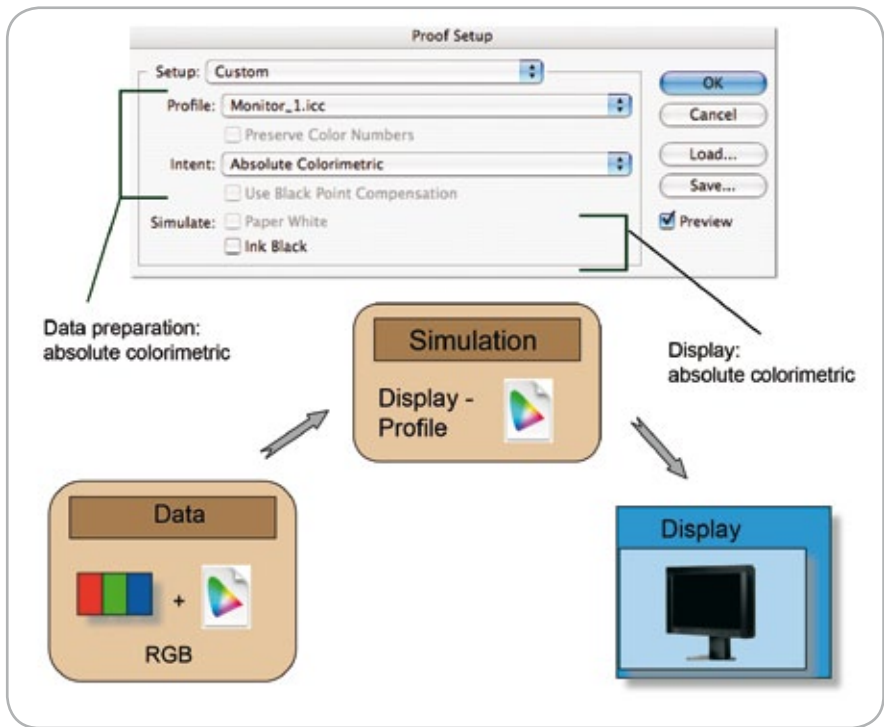 Proof Setup
Setup: Custom
OK
Profile: Monitor_1.icc
Cancel
Preserve Color Numbers
Load...
Intent: Absolute Colorimetric
Save...
Use Black Point Compensation
Simulate: Paper White
Preview
Ink Black
Data preparation:
absolute colorimetric
Display:
absolute colorimetric
Simulation
Display -
Profile
Data
+
RGB
Display